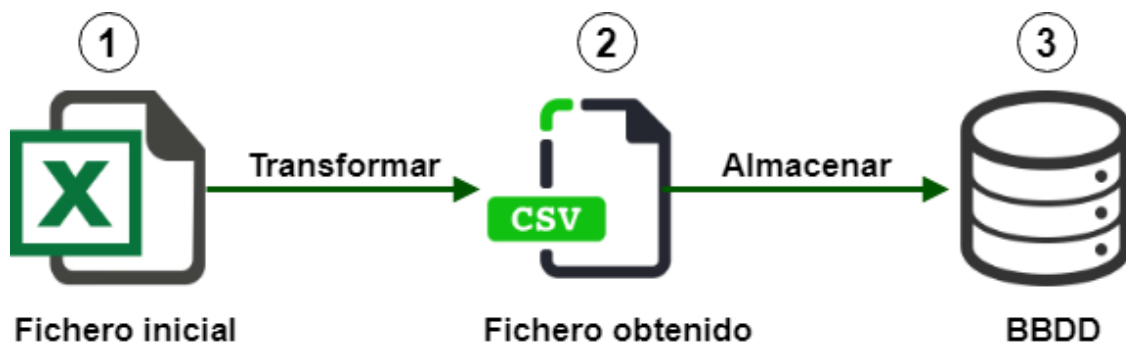 1
2
3
Transformar
Almacenar
X
CSV
Fichero inicial
Fichero obtenido
BBDD